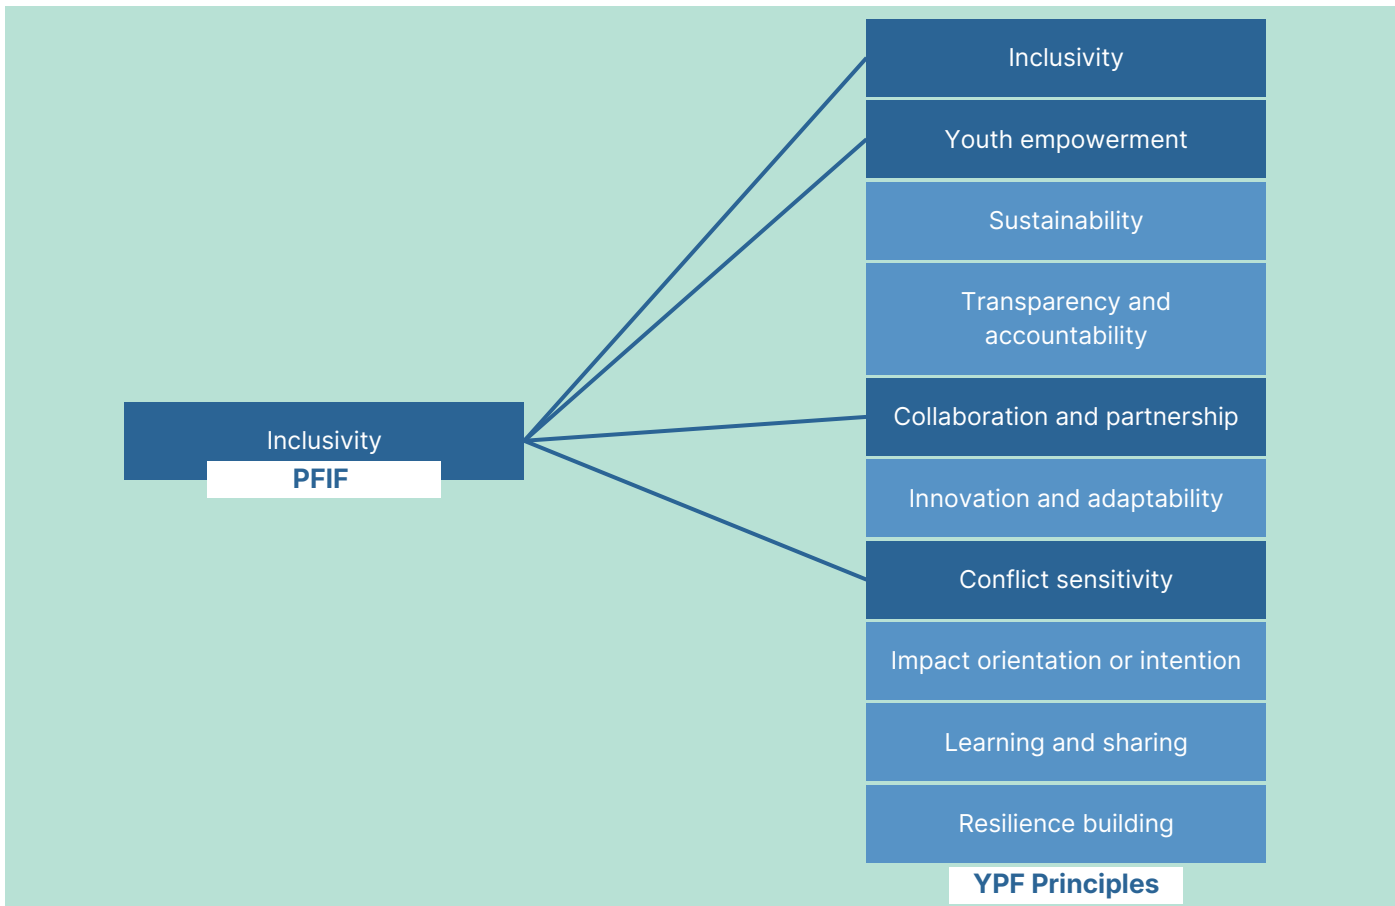 Inclusivity
PFIF
Inclusivity
Youth empowerment
Sustainability
Transparency and
accountability
Collaboration and partnership
Innovation and adaptability
Conflict sensitivity
Impact orientation or intention
Learning and sharing
Resilience building
YPF Principles